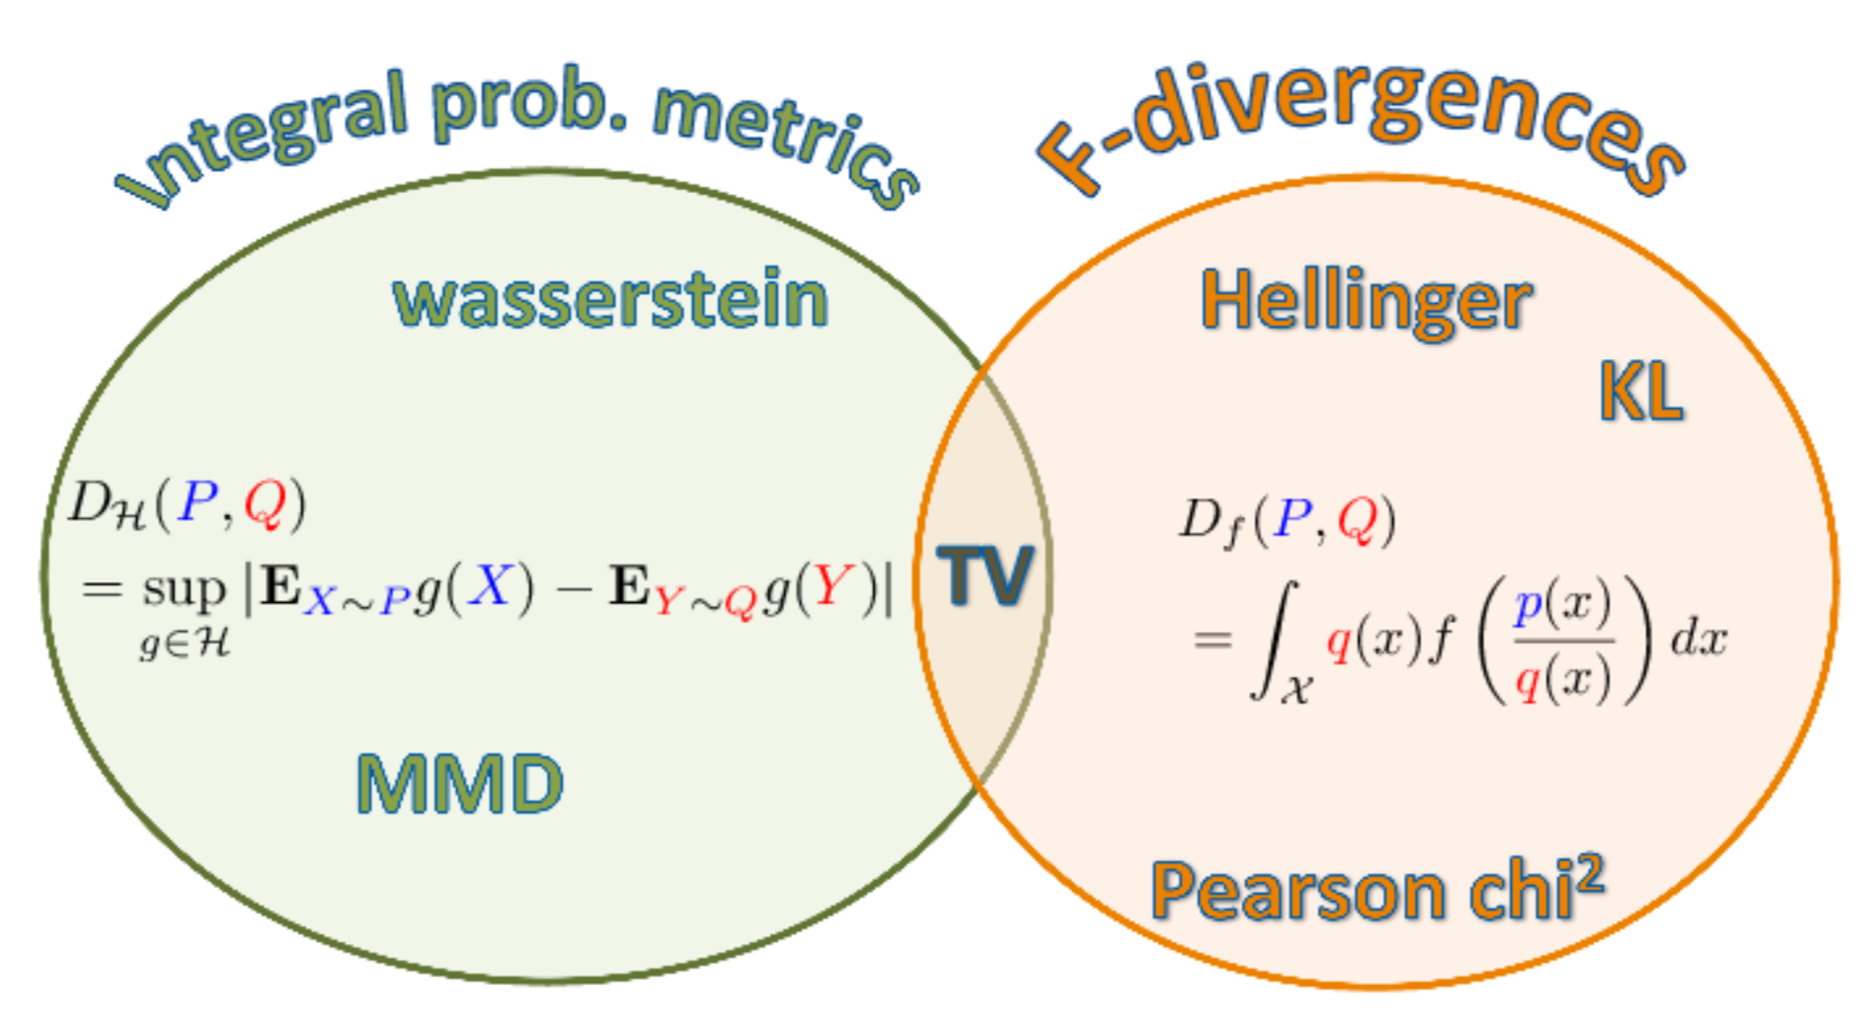 Integral prob. metrics
F-divergences
wasserstein
Hellinger
KL
D_ℋ(P, Q)
= sup_{g∈ℋ} |E_{X∼P} g(X) − E_{Y∼Q} g(Y)|
TV
D_f(P, Q)
= ∫_𝒳 q(x) f (p(x)/q(x)) dx
MMD
Pearson chi²